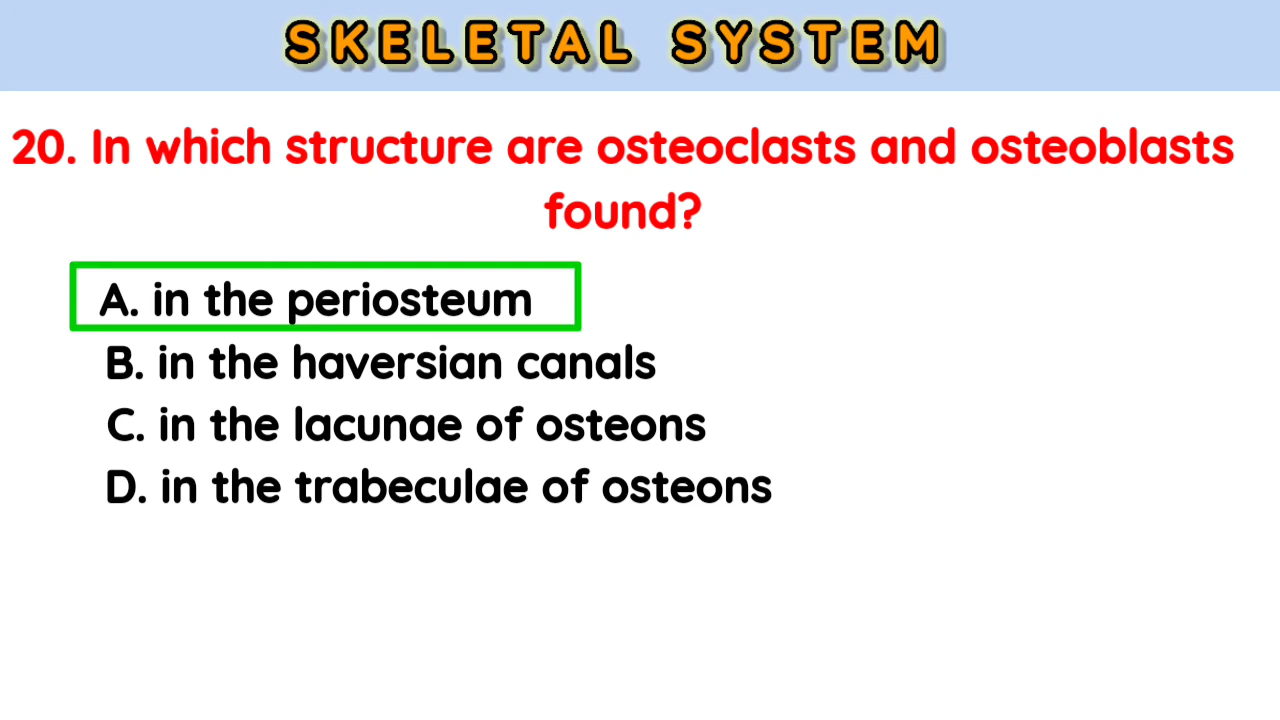 SKELETAL SYSTEM
20. In which structure are osteoclasts and osteoblasts
found?
A. in the periosteum
B. in the haversian canals
C. in the lacunae of osteons
D. in the trabeculae of osteons